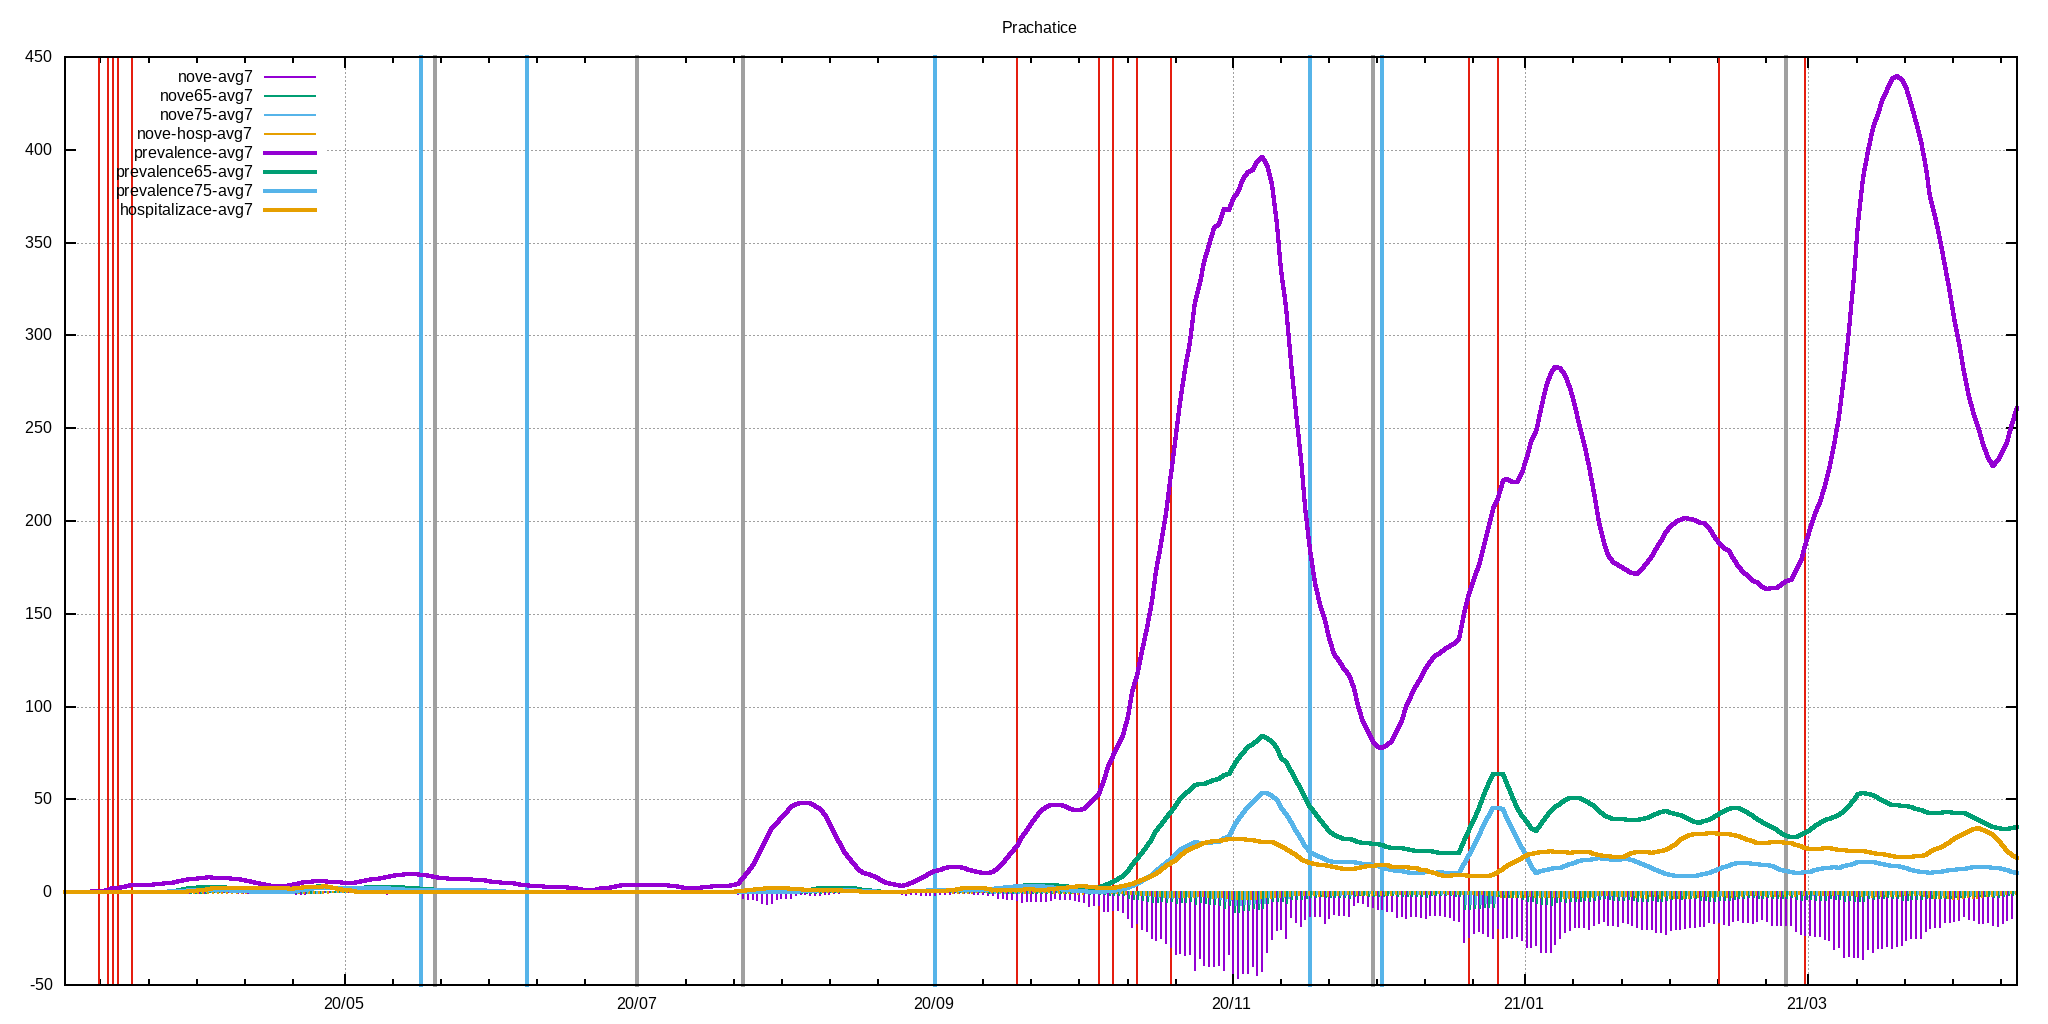 Prachatice
450
400
350
300
250
200
150
100
50
0
-50
nove-avg7
nove65-avg7
nove75-avg7
nove-hosp-avg7
prevalence-avg7
prevalence65-avg7
prevalence75-avg7
hospitalizace-avg7
20/05 20/07 20/09 20/11 21/01 21/03